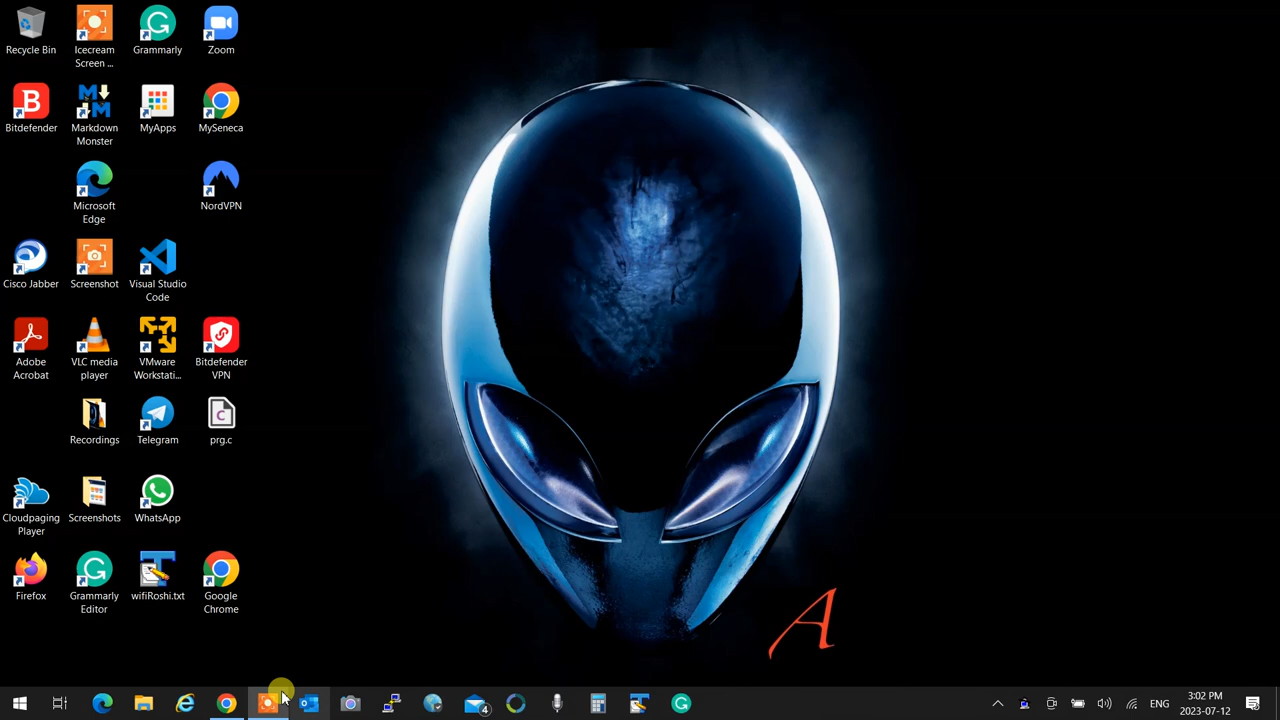 Recycle Bin
Icecream
Screen ...
Grammarly
Zoom
Bitdefender
Markdown
Monster
MyApps
MySeneca
Microsoft
Edge
NordVPN
Cisco Jabber
Screenshot
Visual Studio
Code
Adobe
Acrobat
VLC media
player
VMware
Workstati...
Bitdefender
VPN
Recordings
Telegram
prg.c
Cloudpaging
Player
Screenshots
WhatsApp
Firefox
Grammarly
Editor
wifiRoshi.txt
Google
Chrome
A
4
ENG
3:02 PM
2023-07-12